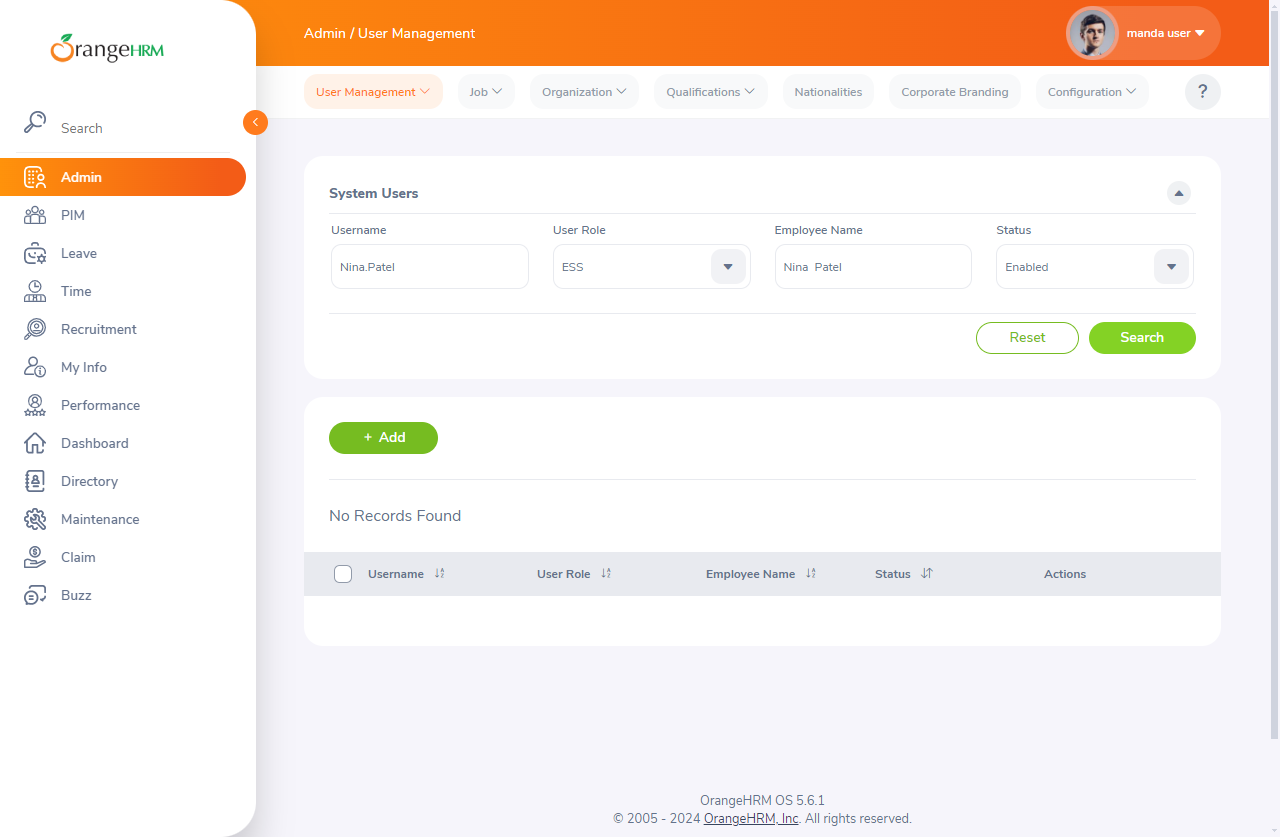 OrangeHRM
Admin / User Management
manda user
User Management
Job
Organization
Qualifications
Nationalities
Corporate Branding
Configuration
?
Search
Admin
PIM
Leave
Time
Recruitment
My Info
Performance
Dashboard
Directory
Maintenance
Claim
Buzz
System Users
Username
User Role
Employee Name
Status
Nina.Patel
ESS
Nina  Patel
Enabled
Reset
Search
+ Add
No Records Found
Username
User Role
Employee Name
Status
Actions
OrangeHRM OS 5.6.1
© 2005 - 2024 OrangeHRM, Inc. All rights reserved.